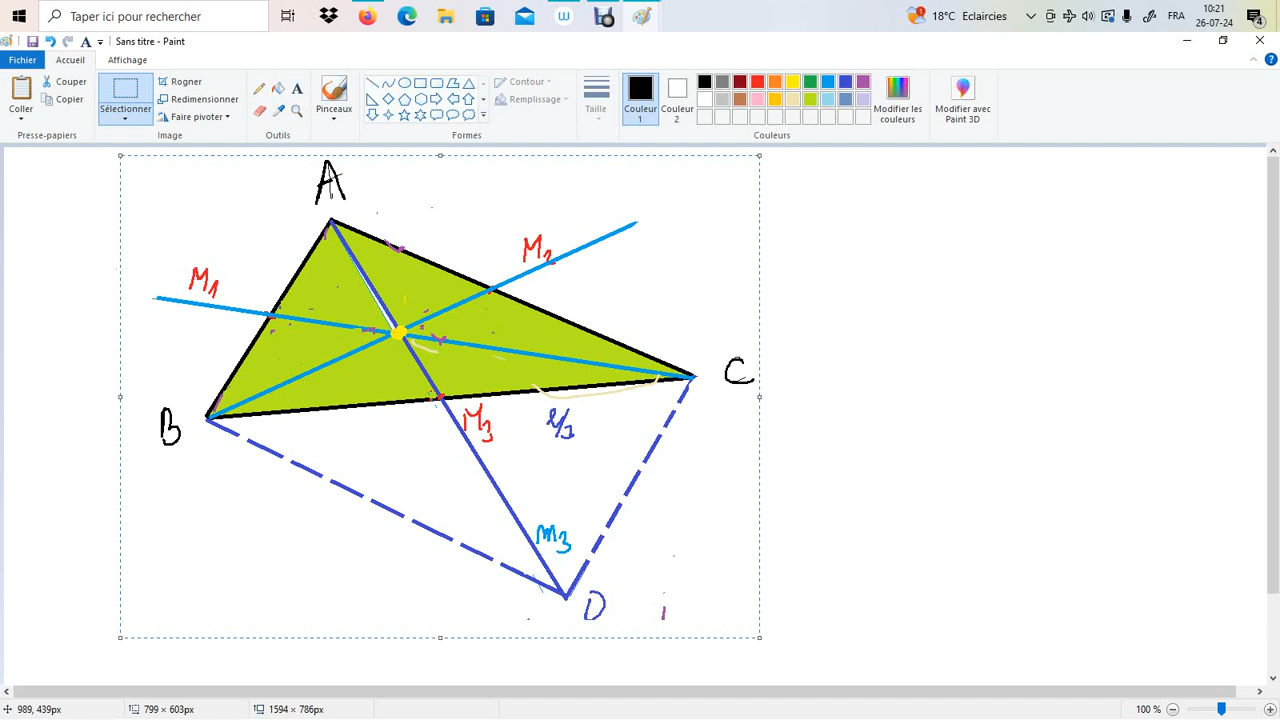 Taper ici pour rechercher
18°C Eclaircies
FRA
10:21
26-07-24
4
Sans titre - Paint
Fichier
Accueil
Affichage
Coller
Couper
Copier
Presse-papiers
Sélectionner
Rogner
Redimensionner
Faire pivoter
Image
A
Outils
Pinceaux
Contour
Remplissage
Formes
Taille
Couleur
1
Couleur
2
Modifier les
couleurs
Couleurs
Modifier avec
Paint 3D
A
M2
M1
C
B
M3
m3
D
989, 439px
799 × 603px
1594 × 786px
100 %